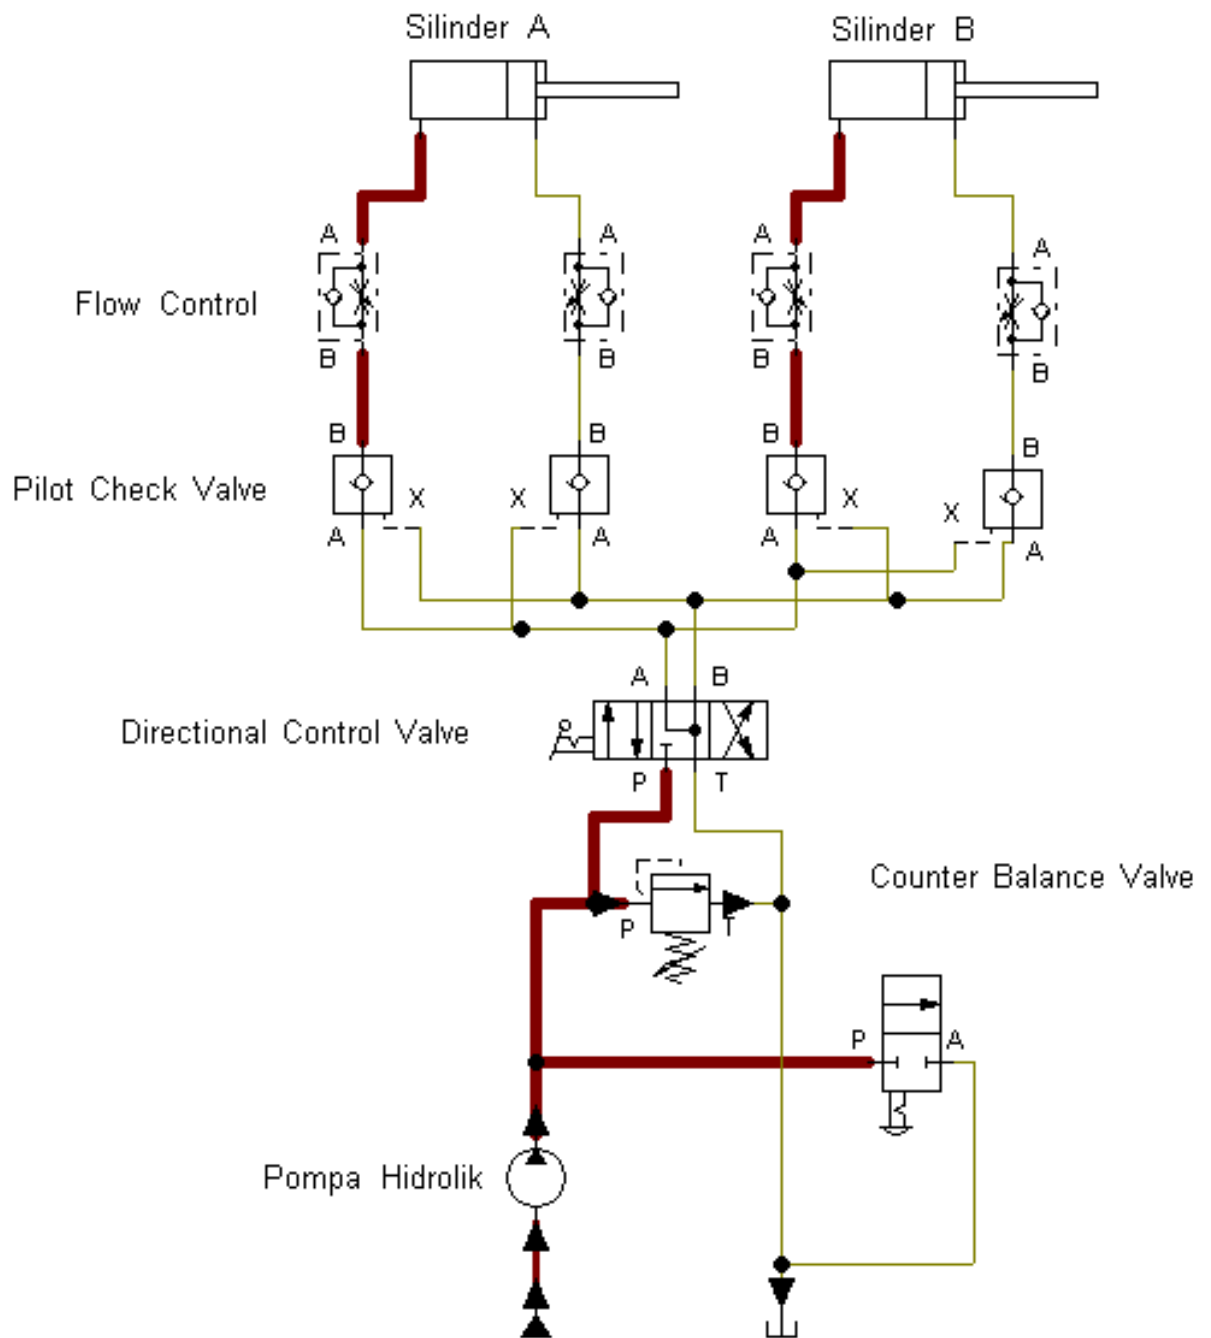 Silinder A
Silinder B
A
A
A
A
Flow Control
B
B
B
B
B
B
B
B
Pilot Check Valve
X
X
X
X
A
A
A
A
A
B
Directional Control Valve
P
T
Counter Balance Valve
P
T
P
A
Pompa Hidrolik